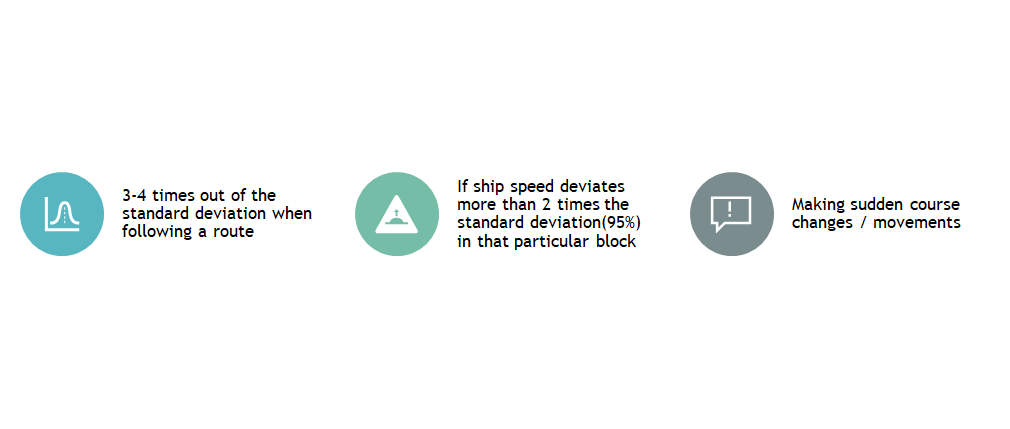 3-4 times out of the
standard deviation when
following a route
If ship speed deviates
more than 2 times the
standard deviation(95%)
in that particular block
Making sudden course
changes / movements